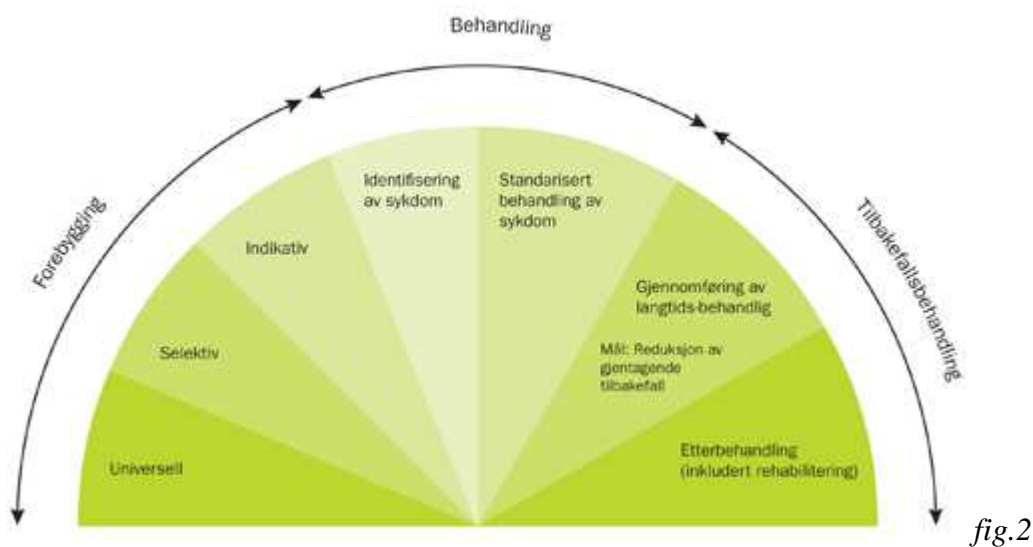 Behandling
Forebygging
Tilbakefallsbehandling
Identifisering
av sykdom
Standarisert
behandling av
sykdom
Indikativ
Gjennomføring av
langtids-behandlig
Selektiv
Mål: Reduksjon av
gjentagende
tilbakefall
Universell
Etterbehandling
(inkludert rehabilitering)
fig.2